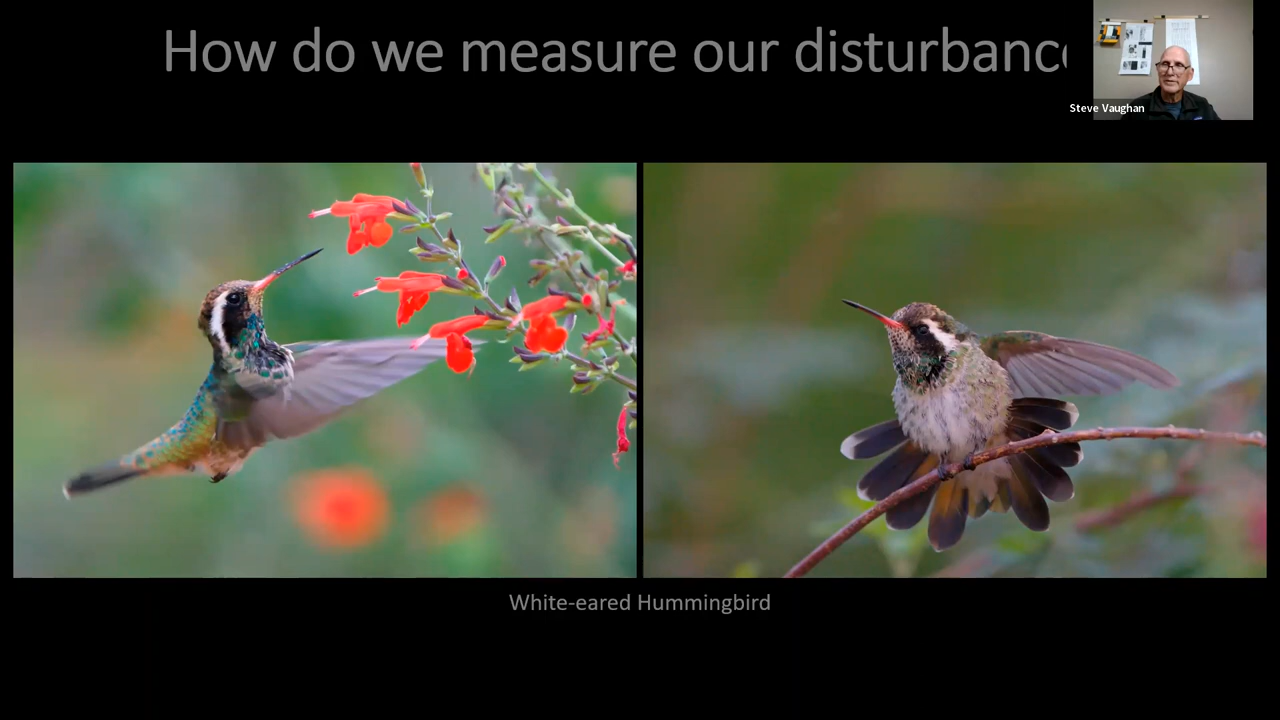 How do we measure our disturbanc
Steve Vaughan
White-eared Hummingbird